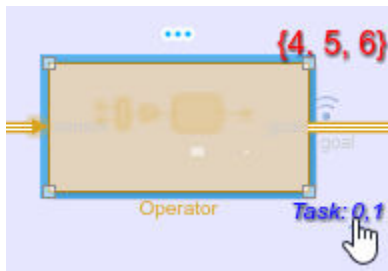 {4, 5, 6}
goal
Operator
Task: 0,1